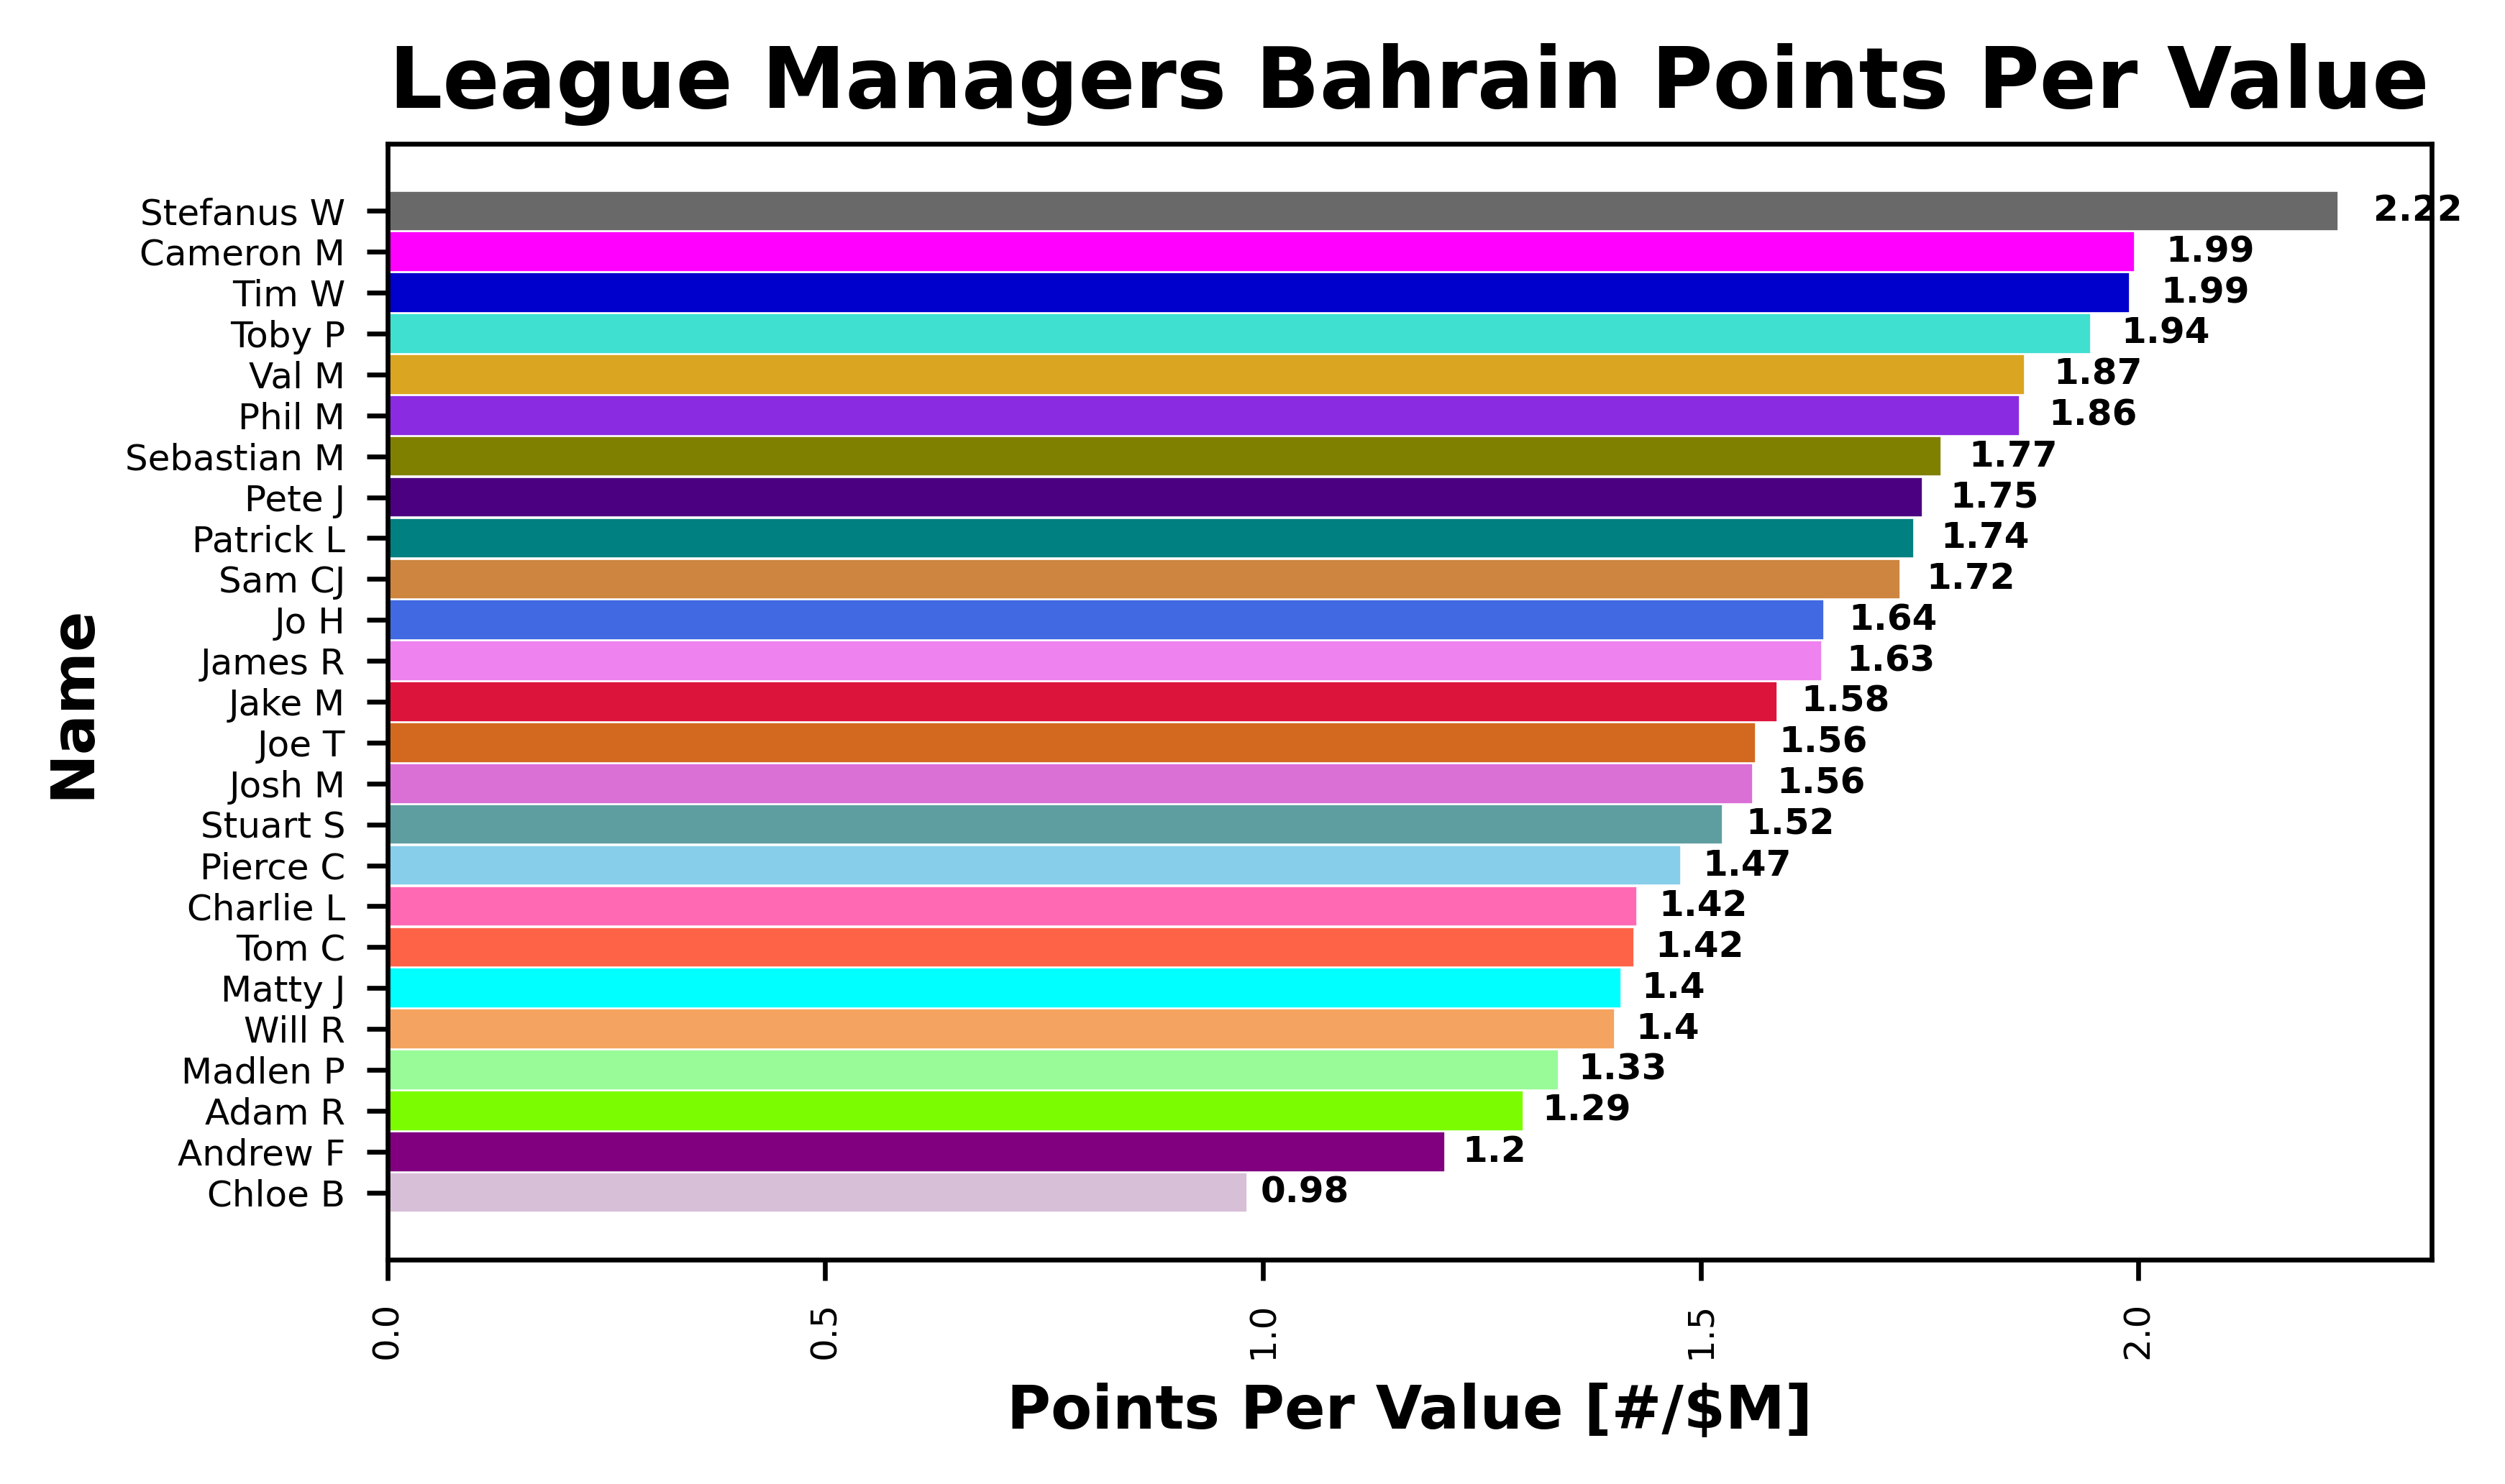 League Managers Bahrain Points Per Value
Name
Stefanus W 2.22
Cameron M 1.99
Tim W 1.99
Toby P 1.94
Val M 1.87
Phil M 1.86
Sebastian M 1.77
Pete J 1.75
Patrick L 1.74
Sam CJ 1.72
Jo H 1.64
James R 1.63
Jake M 1.58
Joe T 1.56
Josh M 1.56
Stuart S 1.52
Pierce C 1.47
Charlie L 1.42
Tom C 1.42
Matty J 1.4
Will R 1.4
Madlen P 1.33
Adam R 1.29
Andrew F 1.2
Chloe B 0.98
0.0 0.5 1.0 1.5 2.0
Points Per Value [#/$M]